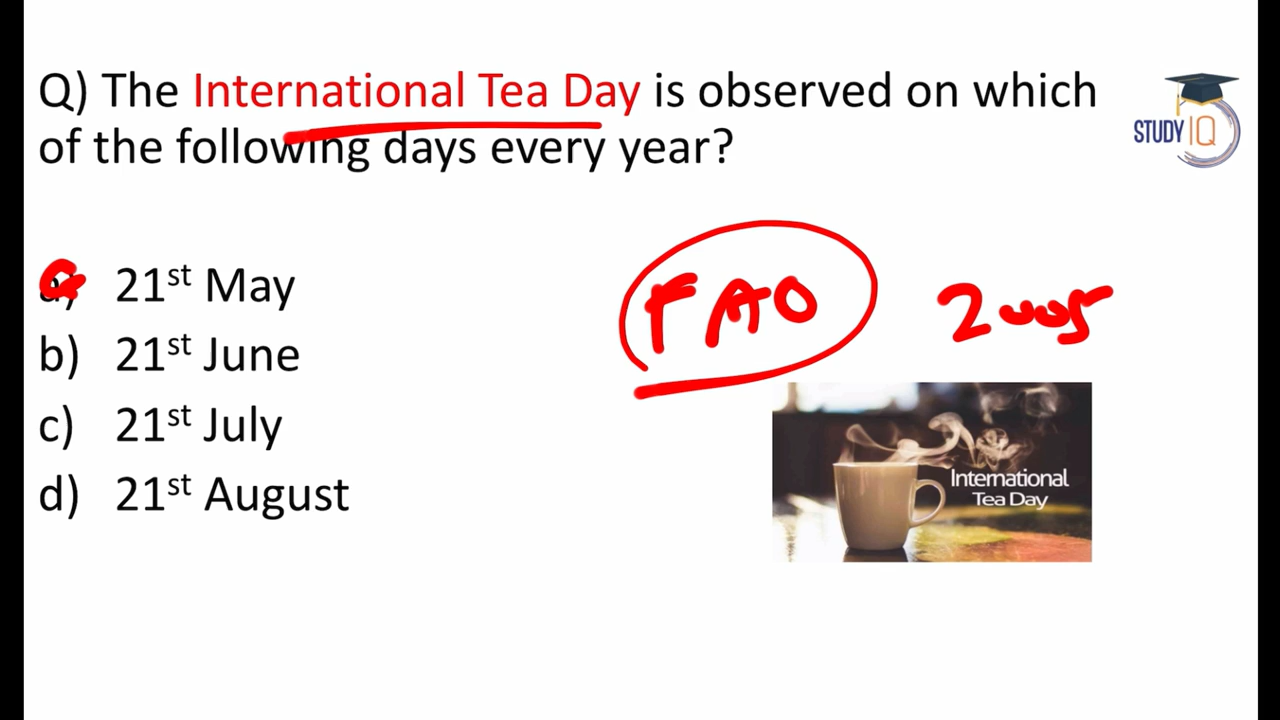 Q) The International Tea Day is observed on which
of the following days every year?
STUDY IQ
a) 21st May
b) 21st June
c) 21st July
d) 21st August
FAO
2005
International
Tea Day